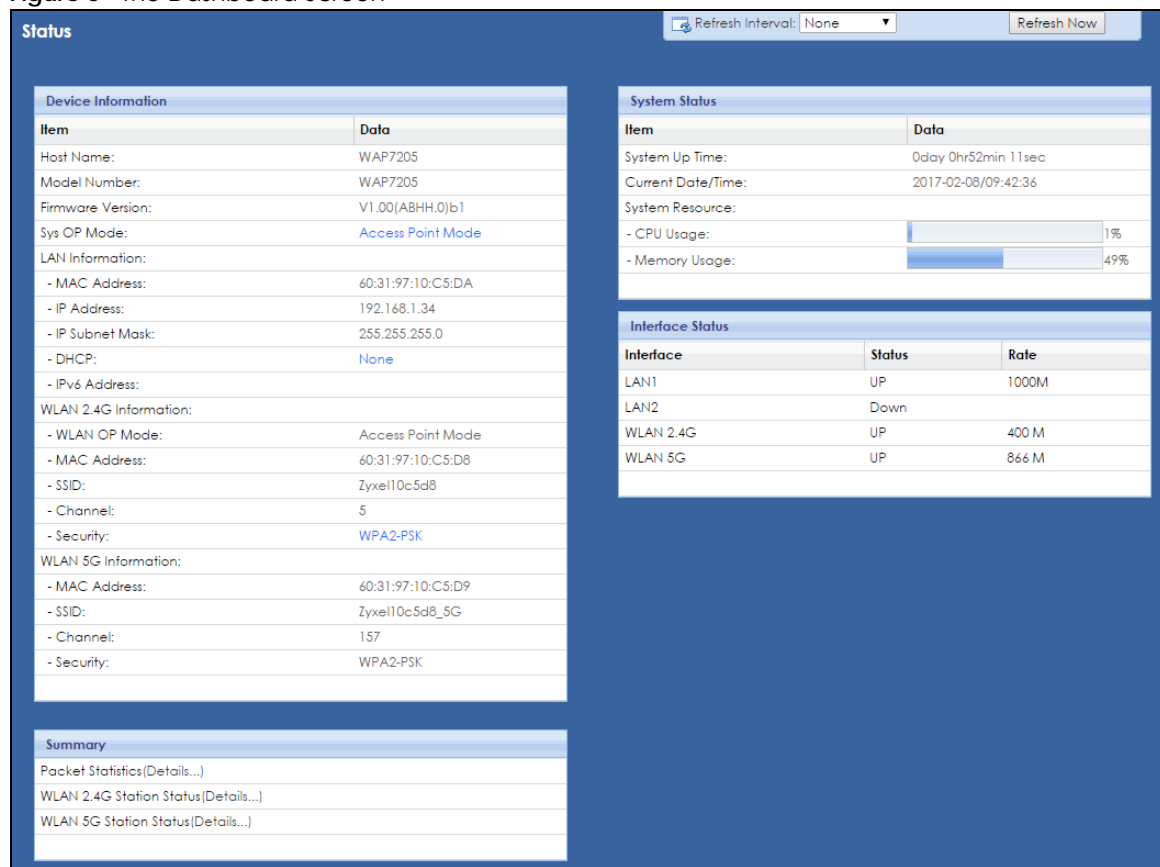 Status
Refresh Interval: None
Refresh Now
Device Information
Item Data
Host Name: WAP7205
Model Number: WAP7205
Firmware Version: V1.00(ABHH.0)b1
Sys OP Mode: Access Point Mode
LAN Information:
- MAC Address: 60:31:97:10:C5:DA
- IP Address: 192.168.1.34
- IP Subnet Mask: 255.255.255.0
- DHCP: None
- IPv6 Address:
WLAN 2.4G Information:
- WLAN OP Mode: Access Point Mode
- MAC Address: 60:31:97:10:C5:D8
- SSID: Zyxel10c5d8
- Channel: 5
- Security: WPA2-PSK
WLAN 5G Information:
- MAC Address: 60:31:97:10:C5:D9
- SSID: Zyxel10c5d8_5G
- Channel: 157
- Security: WPA2-PSK
Summary
Packet Statistics(Details...)
WLAN 2.4G Station Status(Details...)
WLAN 5G Station Status(Details...)
System Status
Item Data
System Up Time: 0day 0hr52min 11sec
Current Date/Time: 2017-02-08/09:42:36
System Resource:
- CPU Usage: 1%
- Memory Usage: 49%
Interface Status
Interface Status Rate
LAN1 UP 1000M
LAN2 Down
WLAN 2.4G UP 400 M
WLAN 5G UP 866 M